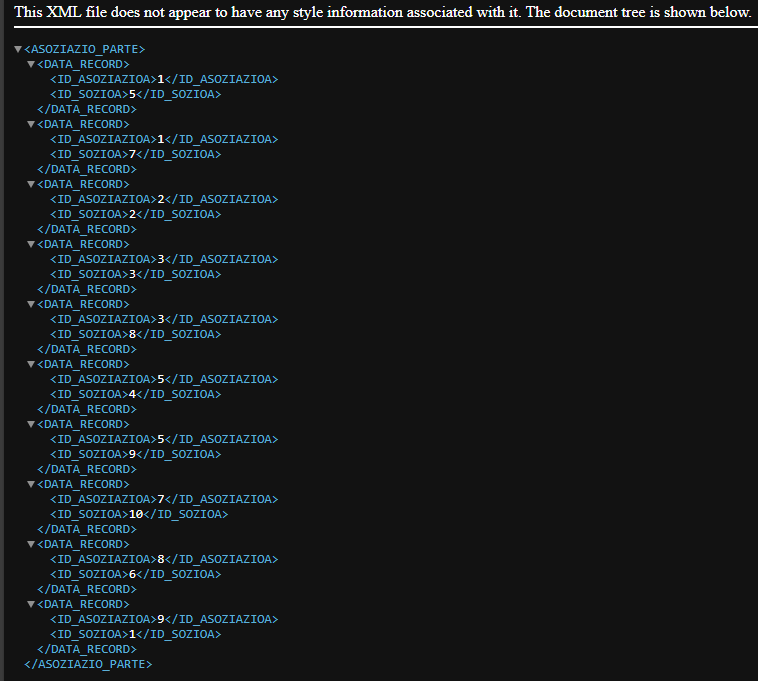 This XML file does not appear to have any style information associated with it. The document tree is shown below.
▼<ASOZIAZIO_PARTE>
▼<DATA_RECORD>
<ID_ASOZIAZIOA>1</ID_ASOZIAZIOA>
<ID_SOZIOA>5</ID_SOZIOA>
</DATA_RECORD>
▼<DATA_RECORD>
<ID_ASOZIAZIOA>1</ID_ASOZIAZIOA>
<ID_SOZIOA>7</ID_SOZIOA>
</DATA_RECORD>
▼<DATA_RECORD>
<ID_ASOZIAZIOA>2</ID_ASOZIAZIOA>
<ID_SOZIOA>2</ID_SOZIOA>
</DATA_RECORD>
▼<DATA_RECORD>
<ID_ASOZIAZIOA>3</ID_ASOZIAZIOA>
<ID_SOZIOA>3</ID_SOZIOA>
</DATA_RECORD>
▼<DATA_RECORD>
<ID_ASOZIAZIOA>3</ID_ASOZIAZIOA>
<ID_SOZIOA>8</ID_SOZIOA>
</DATA_RECORD>
▼<DATA_RECORD>
<ID_ASOZIAZIOA>5</ID_ASOZIAZIOA>
<ID_SOZIOA>4</ID_SOZIOA>
</DATA_RECORD>
▼<DATA_RECORD>
<ID_ASOZIAZIOA>5</ID_ASOZIAZIOA>
<ID_SOZIOA>9</ID_SOZIOA>
</DATA_RECORD>
▼<DATA_RECORD>
<ID_ASOZIAZIOA>7</ID_ASOZIAZIOA>
<ID_SOZIOA>10</ID_SOZIOA>
</DATA_RECORD>
▼<DATA_RECORD>
<ID_ASOZIAZIOA>8</ID_ASOZIAZIOA>
<ID_SOZIOA>6</ID_SOZIOA>
</DATA_RECORD>
▼<DATA_RECORD>
<ID_ASOZIAZIOA>9</ID_ASOZIAZIOA>
<ID_SOZIOA>1</ID_SOZIOA>
</DATA_RECORD>
</ASOZIAZIO_PARTE>